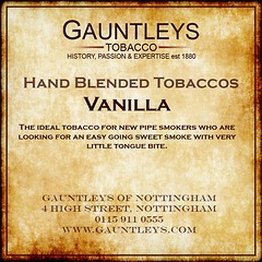 GAUNTLEYS
TOBACCO
HISTORY, PASSION & EXPERTISE est 1880
HAND BLENDED TOBACCOS
VANILLA
THE IDEAL TOBACCO FOR NEW PIPE SMOKERS WHO ARE
LOOKING FOR AN EASY GOING SWEET SMOKE WITH VERY
LITTLE TONGUE BITE.
GAUNTLEYS OF NOTTINGHAM
4 HIGH STREET, NOTTINGHAM
0115 911 0555
WWW.GAUNTLEYS.COM